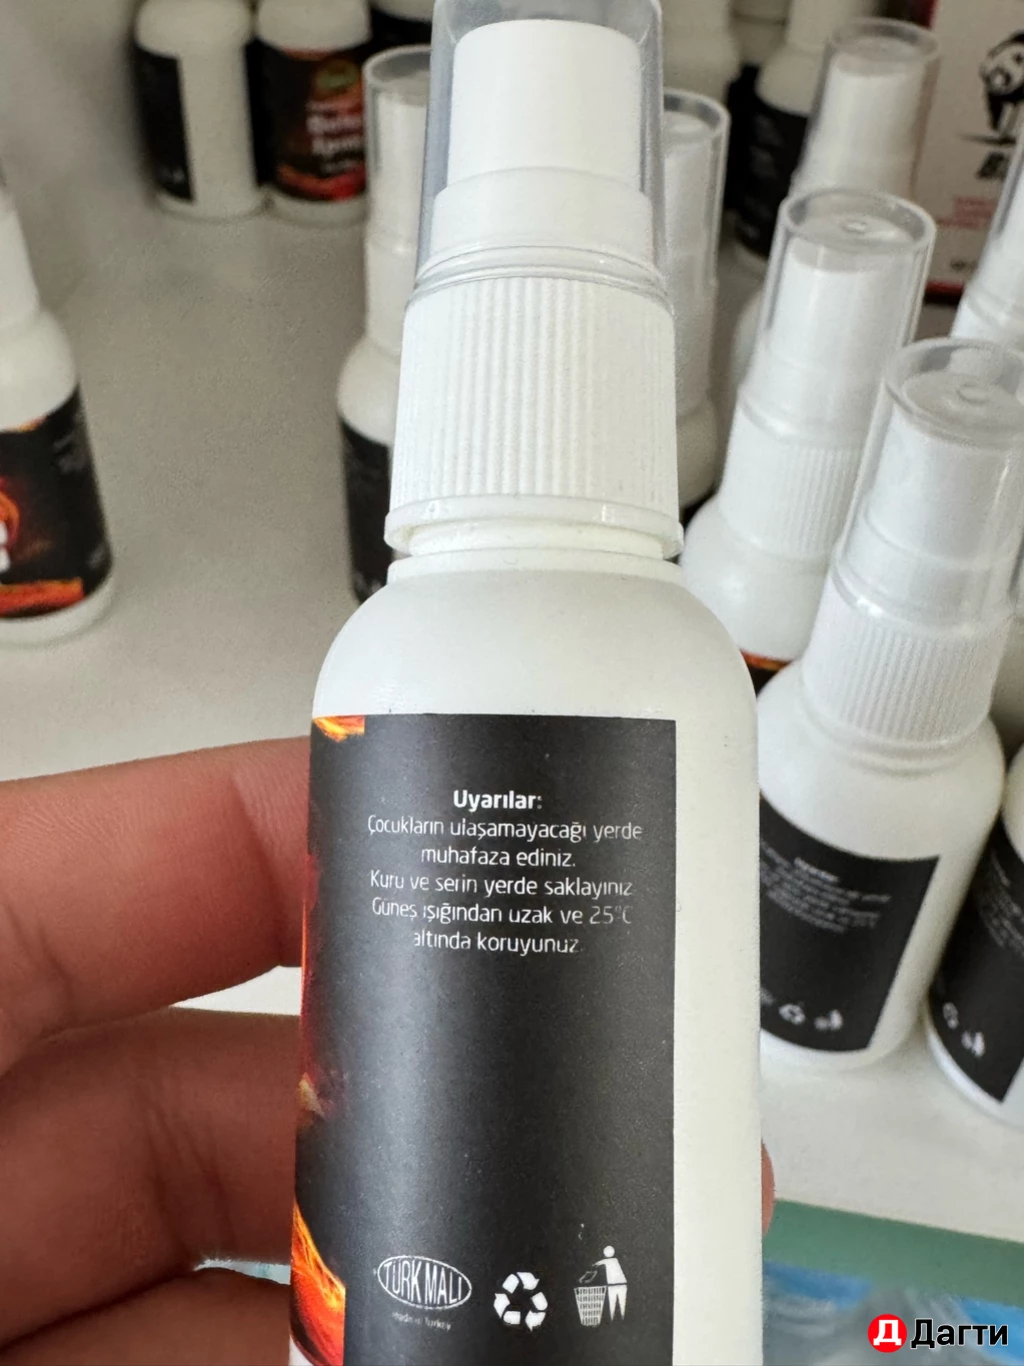 Uyarılar:
Çocukların ulaşamayacağı yerde
muhafaza ediniz.
Kuru ve serin yerde saklayınız
Güneş ışığından uzak ve 25°C
altında koruyunuz
TÜRK MALI
Made in Turkey
Дагти